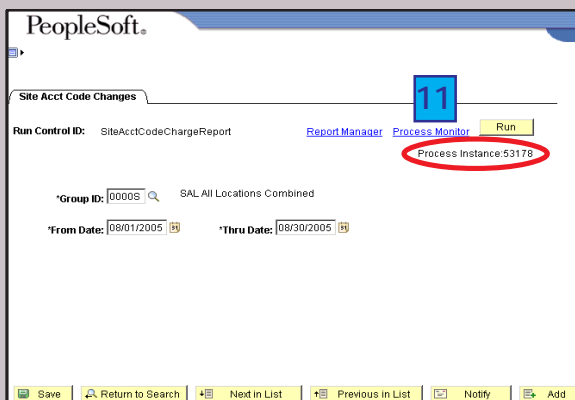 PeopleSoft®
Site Acct Code Changes
11
Run Control ID: SiteAcctCodeChargeReport Report Manager Process Monitor Run
Process Instance:53178
*Group ID: 0000S SAL All Locations Combined
*From Date: 08/01/2005 *Thru Date: 08/30/2005
Save Return to Search Next in List Previous in List Notify Add